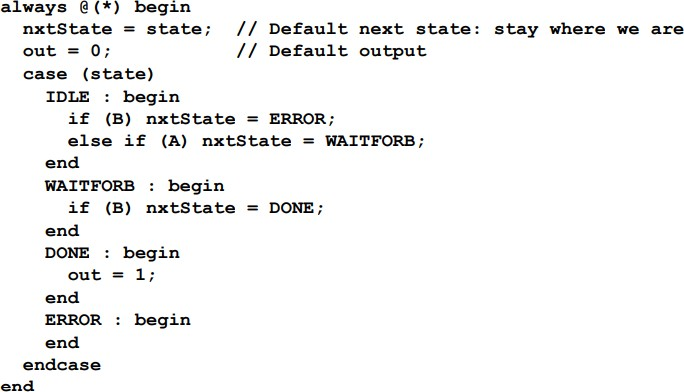 always @(*) begin
  nxtState = state;  // Default next state: stay where we are
  out = 0;           // Default output
  case (state)
    IDLE : begin
      if (B) nxtState = ERROR;
      else if (A) nxtState = WAITFORB;
    end
    WAITFORB : begin
      if (B) nxtState = DONE;
    end
    DONE : begin
      out = 1;
    end
    ERROR : begin
    end
  endcase
end